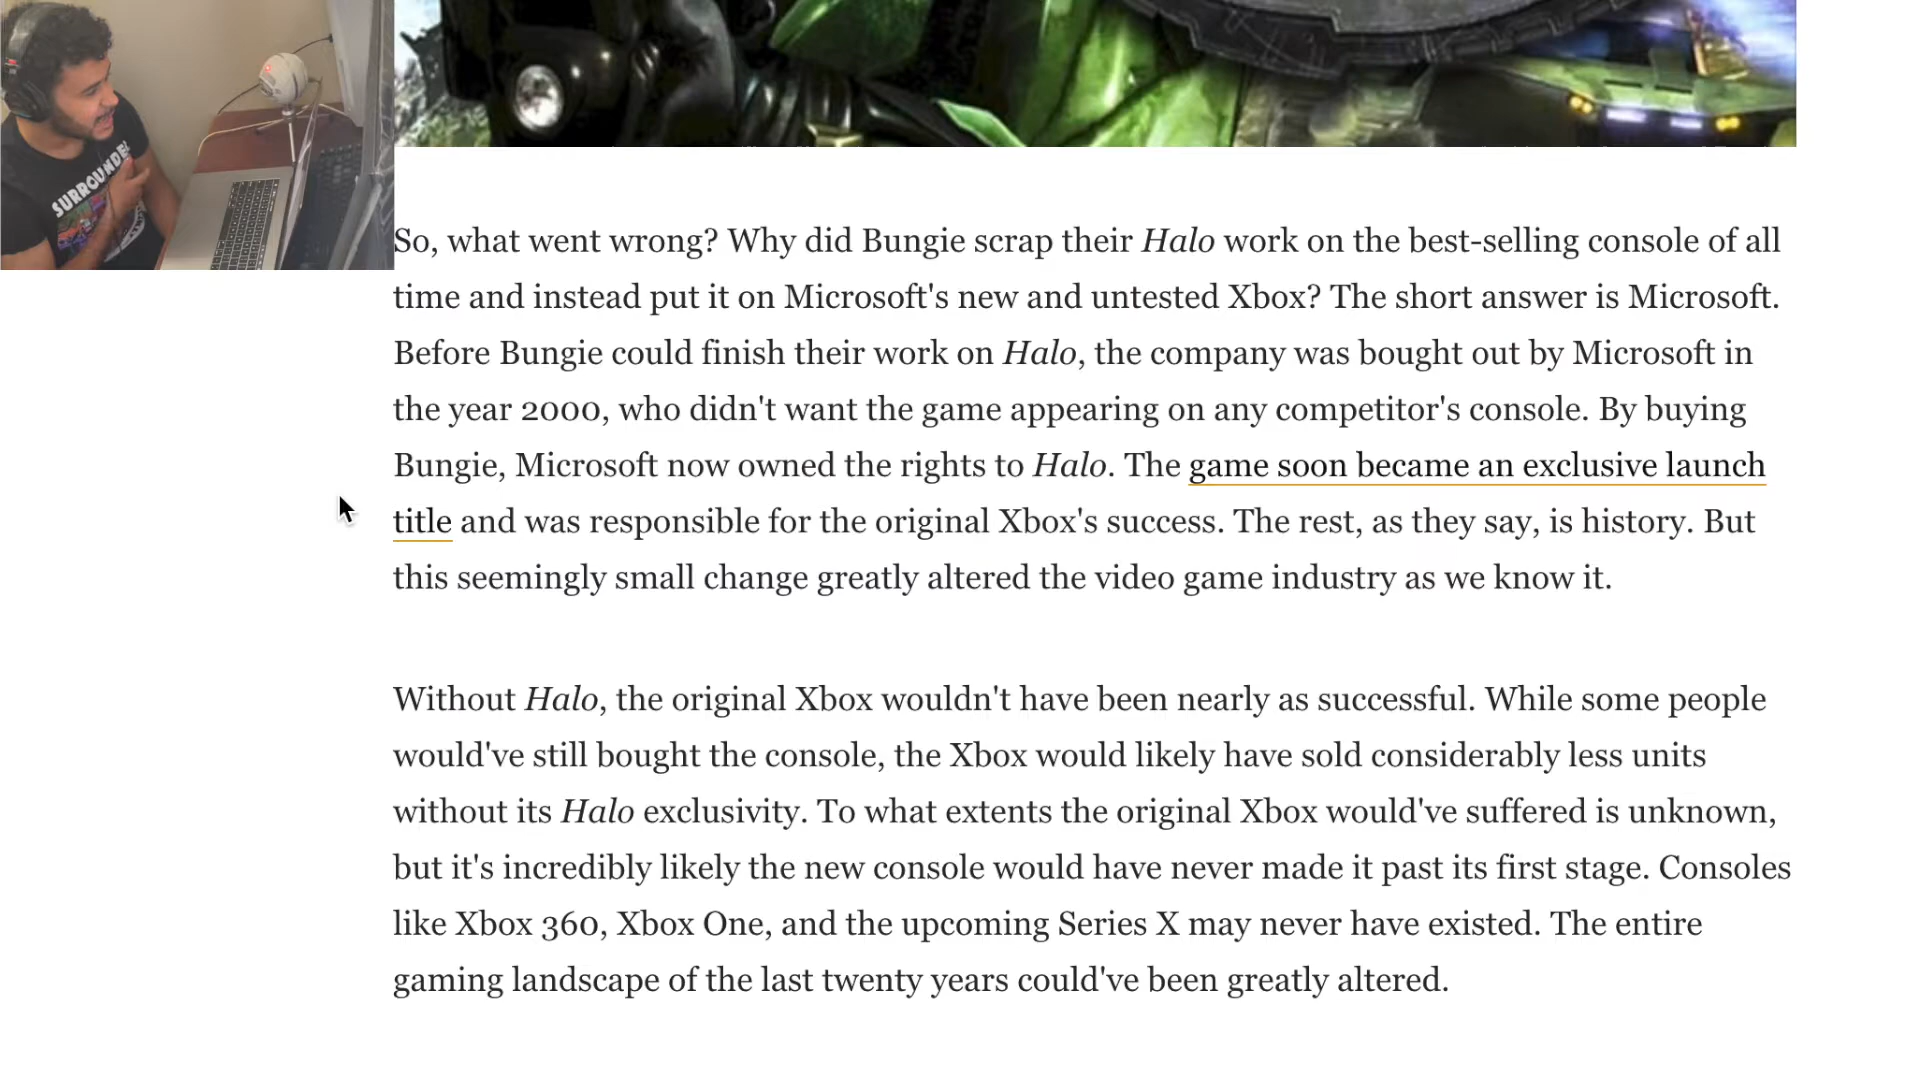 SURROUNDED
So, what went wrong? Why did Bungie scrap their Halo work on the best-selling console of all
time and instead put it on Microsoft's new and untested Xbox? The short answer is Microsoft.
Before Bungie could finish their work on Halo, the company was bought out by Microsoft in
the year 2000, who didn't want the game appearing on any competitor's console. By buying
Bungie, Microsoft now owned the rights to Halo. The game soon became an exclusive launch
title and was responsible for the original Xbox's success. The rest, as they say, is history. But
this seemingly small change greatly altered the video game industry as we know it.
Without Halo, the original Xbox wouldn't have been nearly as successful. While some people
would've still bought the console, the Xbox would likely have sold considerably less units
without its Halo exclusivity. To what extents the original Xbox would've suffered is unknown,
but it's incredibly likely the new console would have never made it past its first stage. Consoles
like Xbox 360, Xbox One, and the upcoming Series X may never have existed. The entire
gaming landscape of the last twenty years could've been greatly altered.